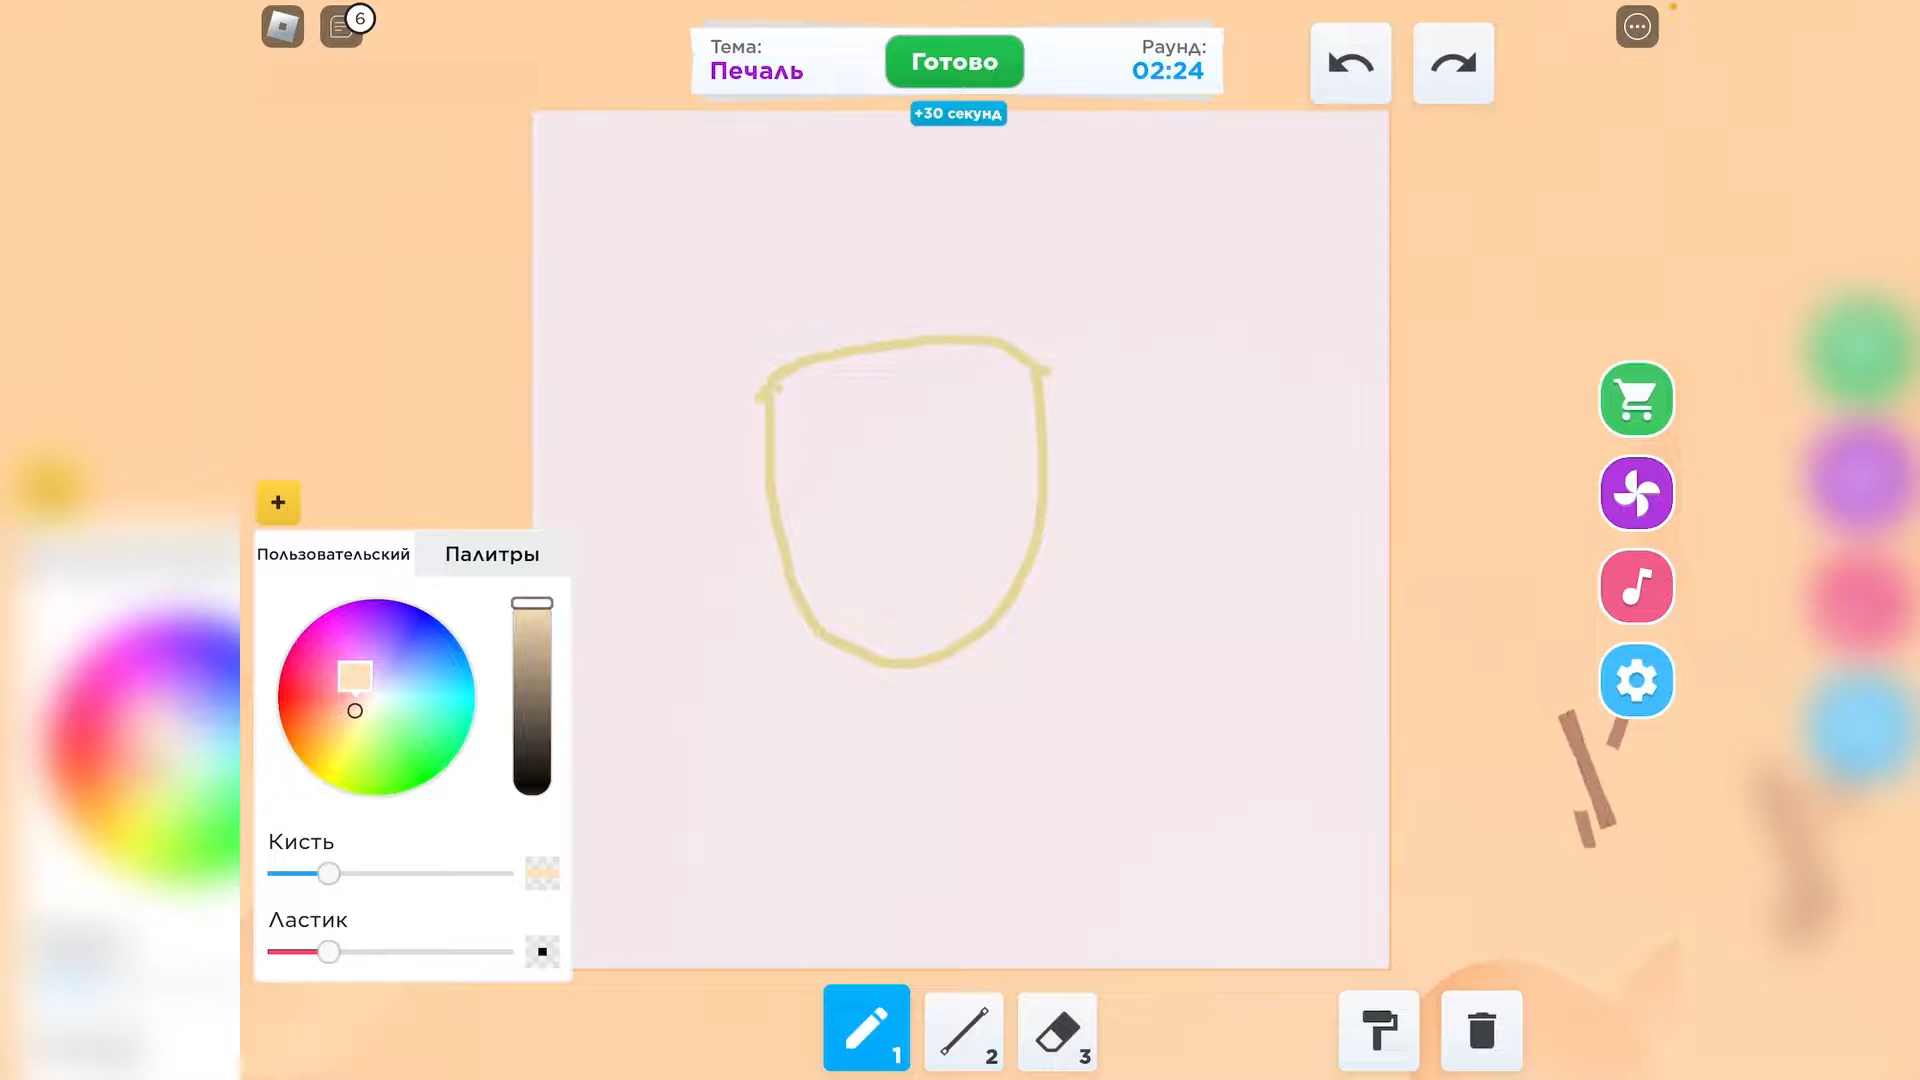 6
Тема:
Печаль
Готово
Раунд:
02:24
+30 секунд
+
Пользовательский
Палитры
Кисть
Ластик
1
2
3